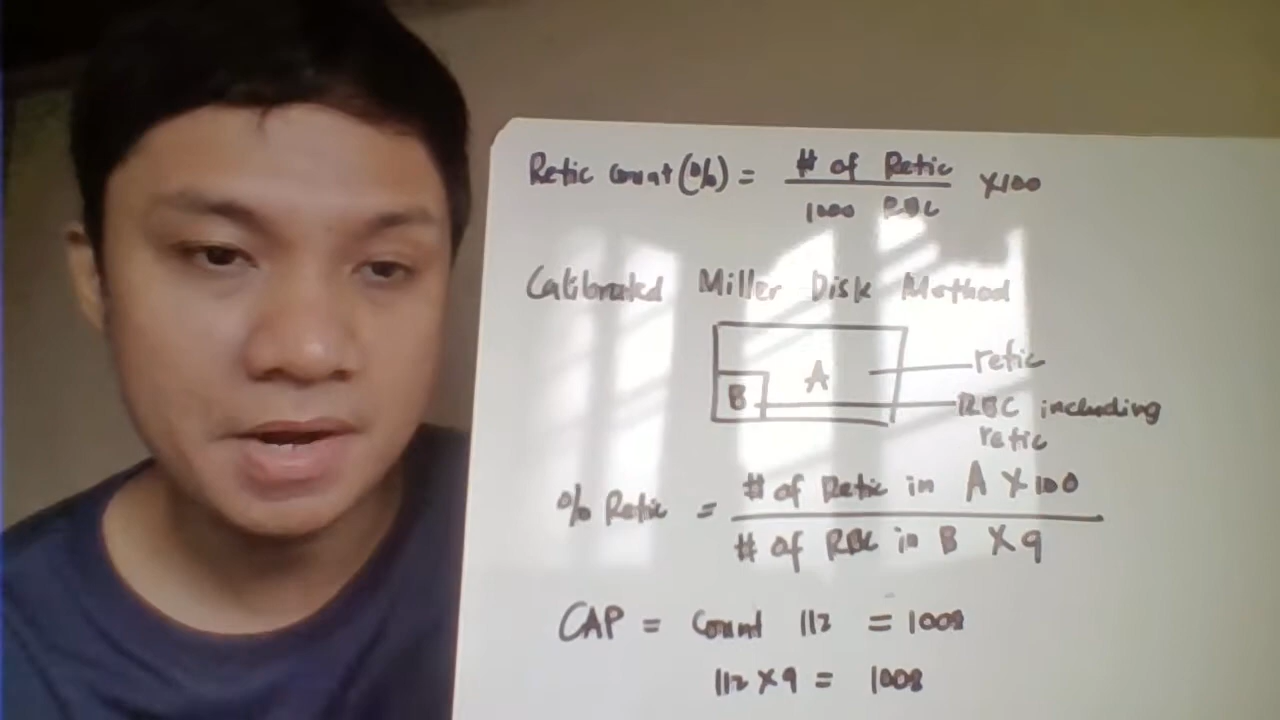 Retic count (%) = # of Retic / 1000 RBC X100
Calibrated Miller Disk Method
A
retic
B
RBC including
retic
% Retic = # of Retic in A X 100 / # of RBC in B X 9
CAP = Count 112 = 1008
112 X 9 = 1008